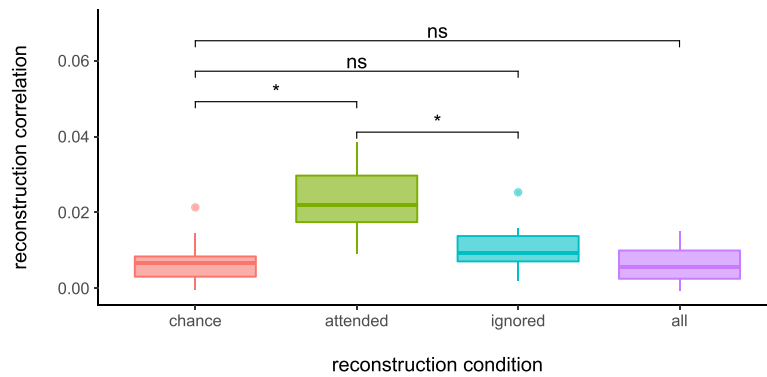 ns
ns
*
*
reconstruction correlation
0.06
0.04
0.02
0.00
chance attended ignored all
reconstruction condition